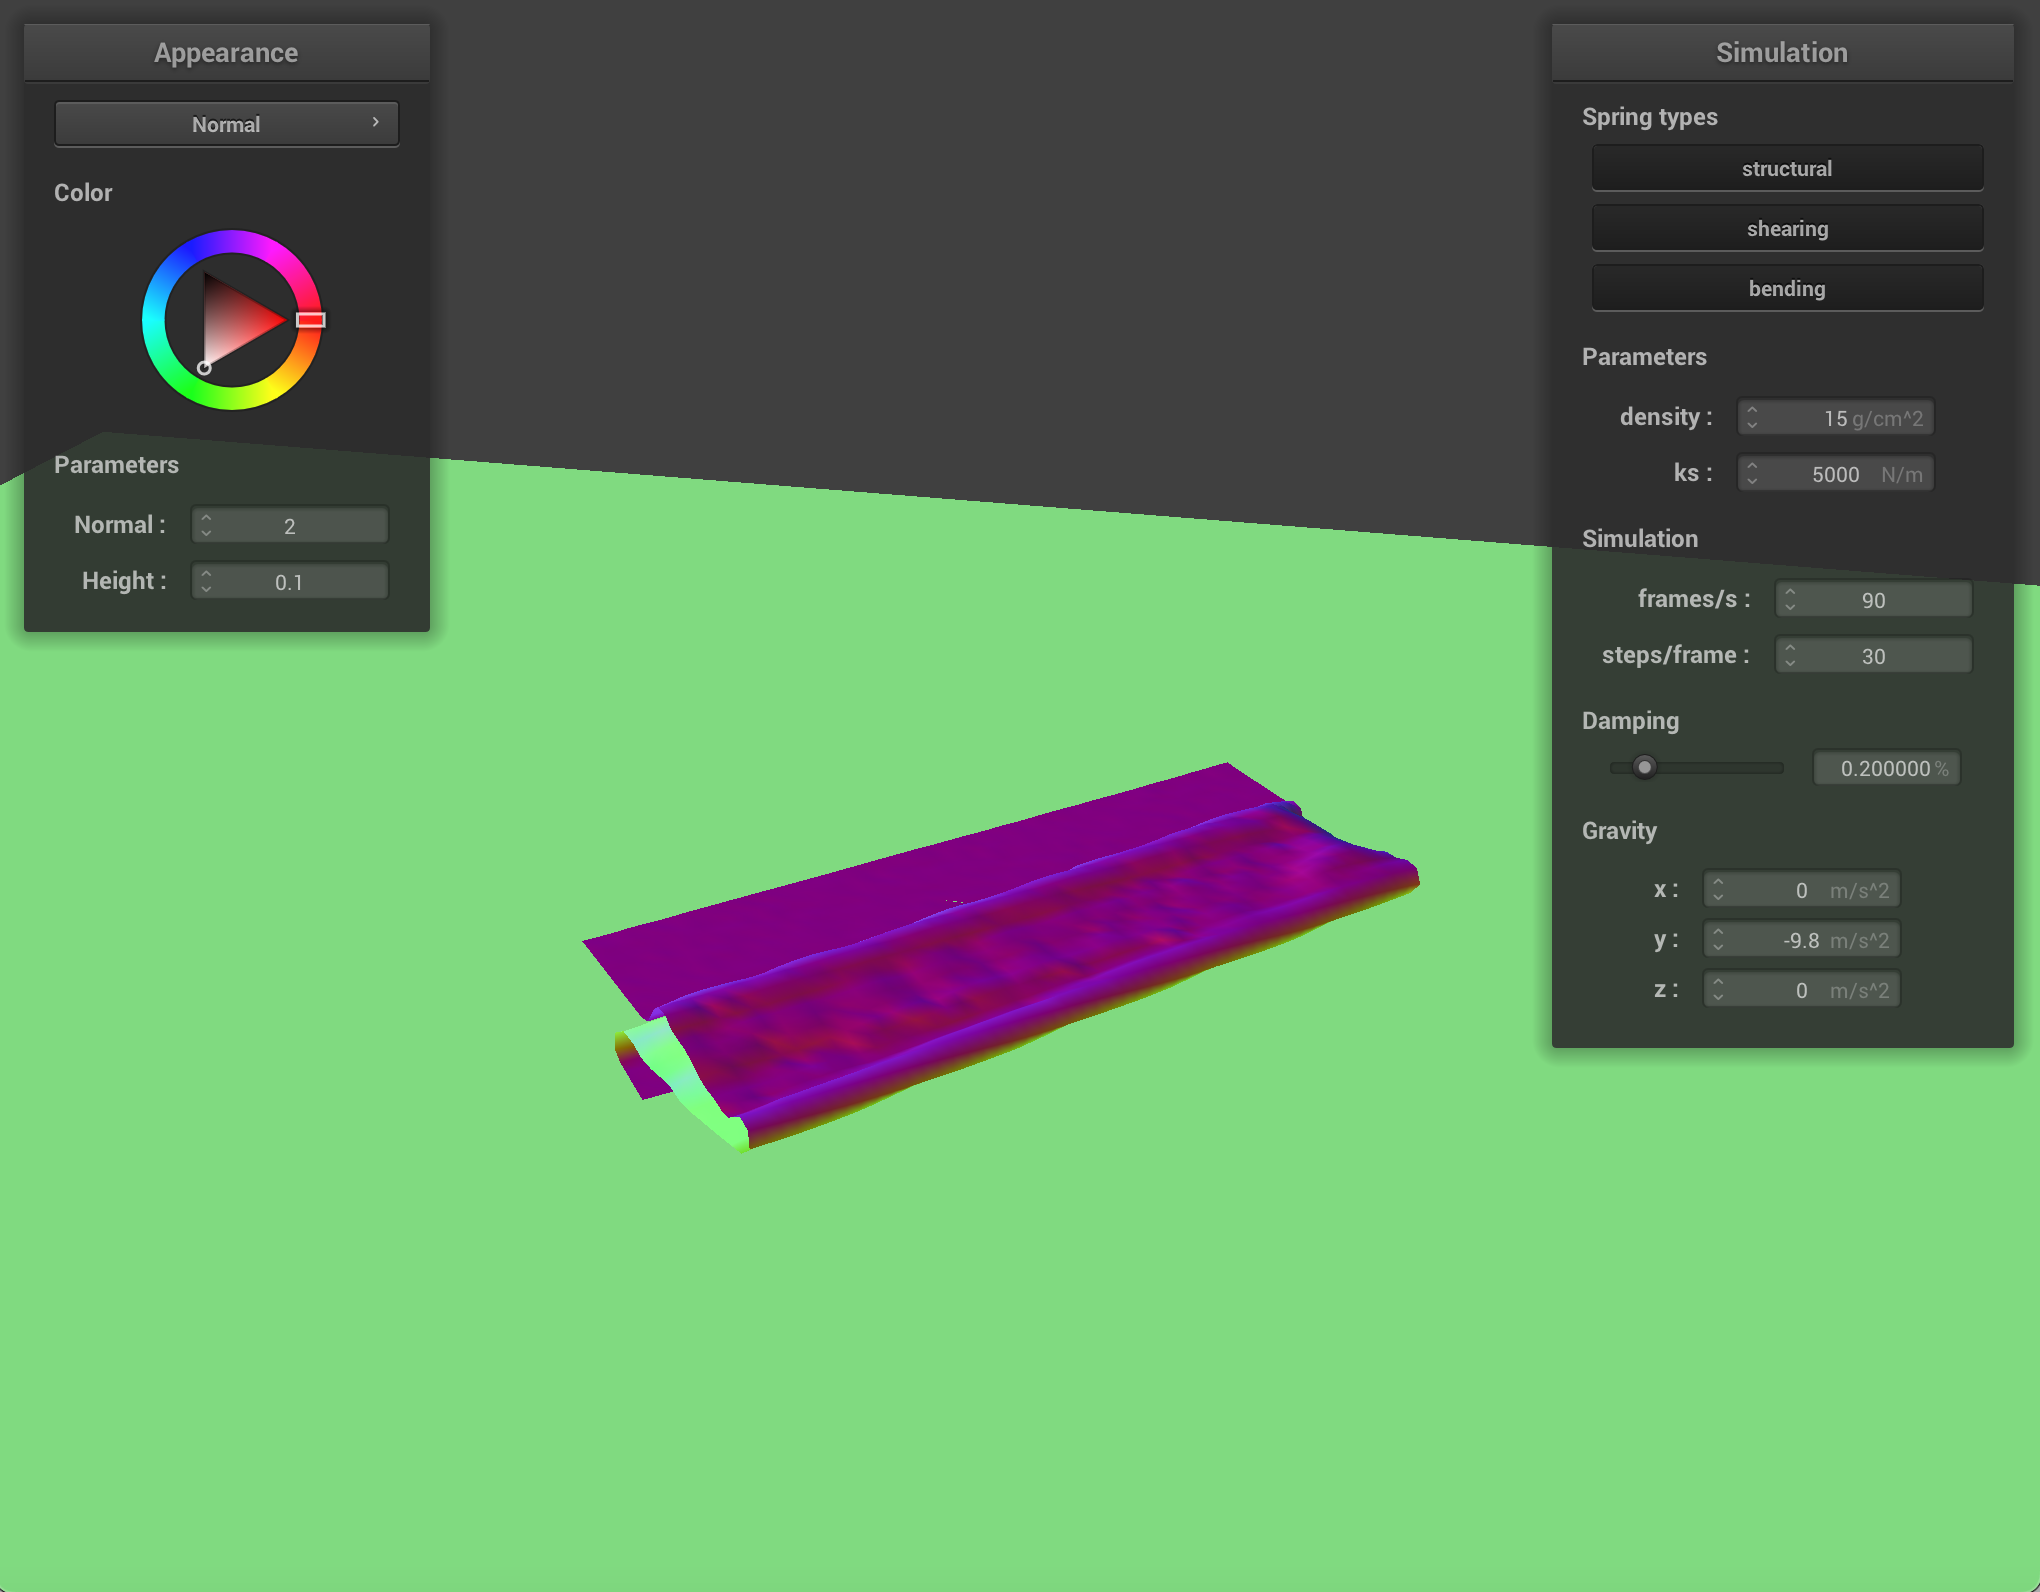 Appearance
Normal
Color
Parameters
Normal : 2
Height : 0.1
Simulation
Spring types
structural
shearing
bending
Parameters
density : 15 g/cm^2
ks : 5000 N/m
Simulation
frames/s : 90
steps/frame : 30
Damping
0.200000 %
Gravity
x : 0 m/s^2
y : -9.8 m/s^2
z : 0 m/s^2